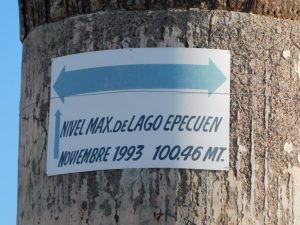 NIVEL MAX. de LAGO EPECUEN
NOVIEMBRE 1993 100.46 MT.